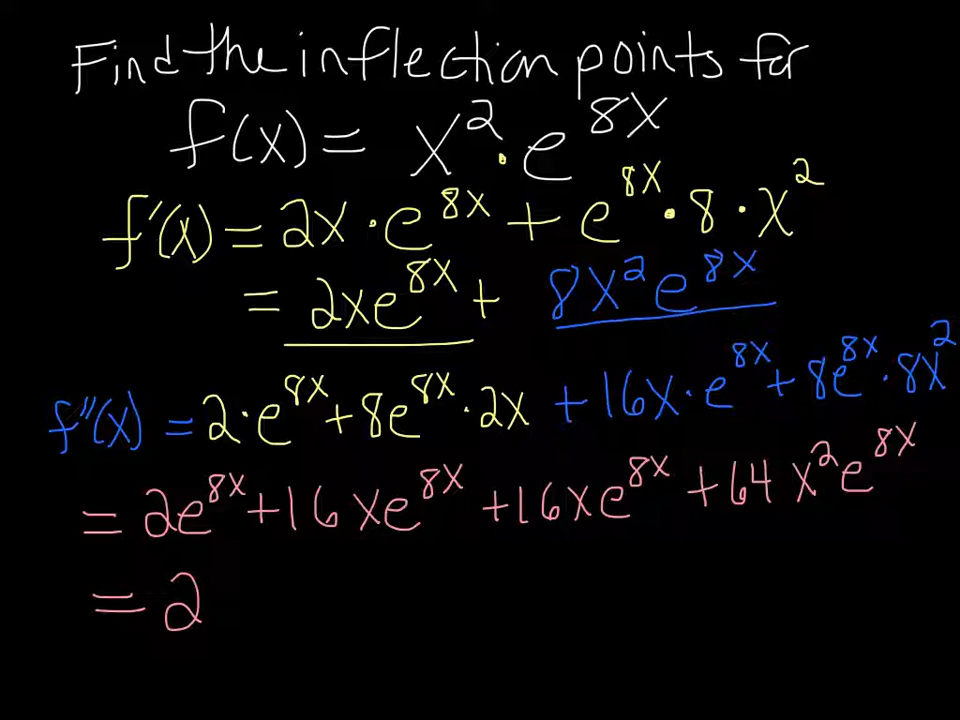 Find the inflection points for
f(x) = x² · e^{8x}
f'(x) = 2x · e^{8x} + e^{8x} · 8 · x²
= 2xe^{8x} + 8x²e^{8x}
f''(x) = 2 · e^{8x} + 8e^{8x} · 2x + 16x · e^{8x} + 8e^{8x} · 8x²
= 2e^{8x} + 16xe^{8x} + 16xe^{8x} + 64x²e^{8x}
= 2